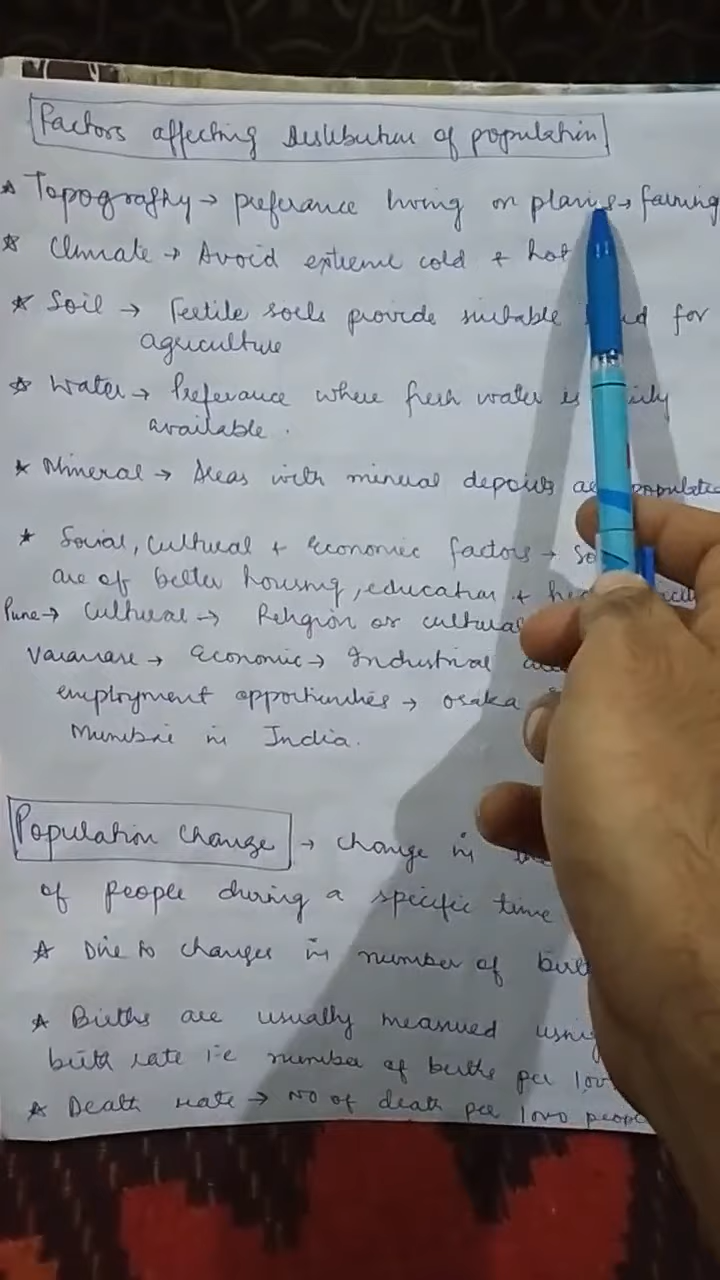 Factors affecting distribution of population
★ Topography → preferance living on plains → farming
★ Climate → Avoid extreme cold + hot
★ Soil → Fertile soils provide suitable for
agriculture
★ Water → Preferance where fresh water is
available.
★ Mineral → Areas with mineral deposits populated
★ Social, Cultural + Economic factors →
are of better housing, education +
Pune → Cultural → Religion or cultural
Varanasi → Economic → Industrial
employment opportunities → Osaka
Mumbai in India.
Population Change → change in
of people during a specific time
★ Due to changes in number of
★ Births are usually measured using
birth rate i.e number of births per
★ Death rate → No of death per 1000 people